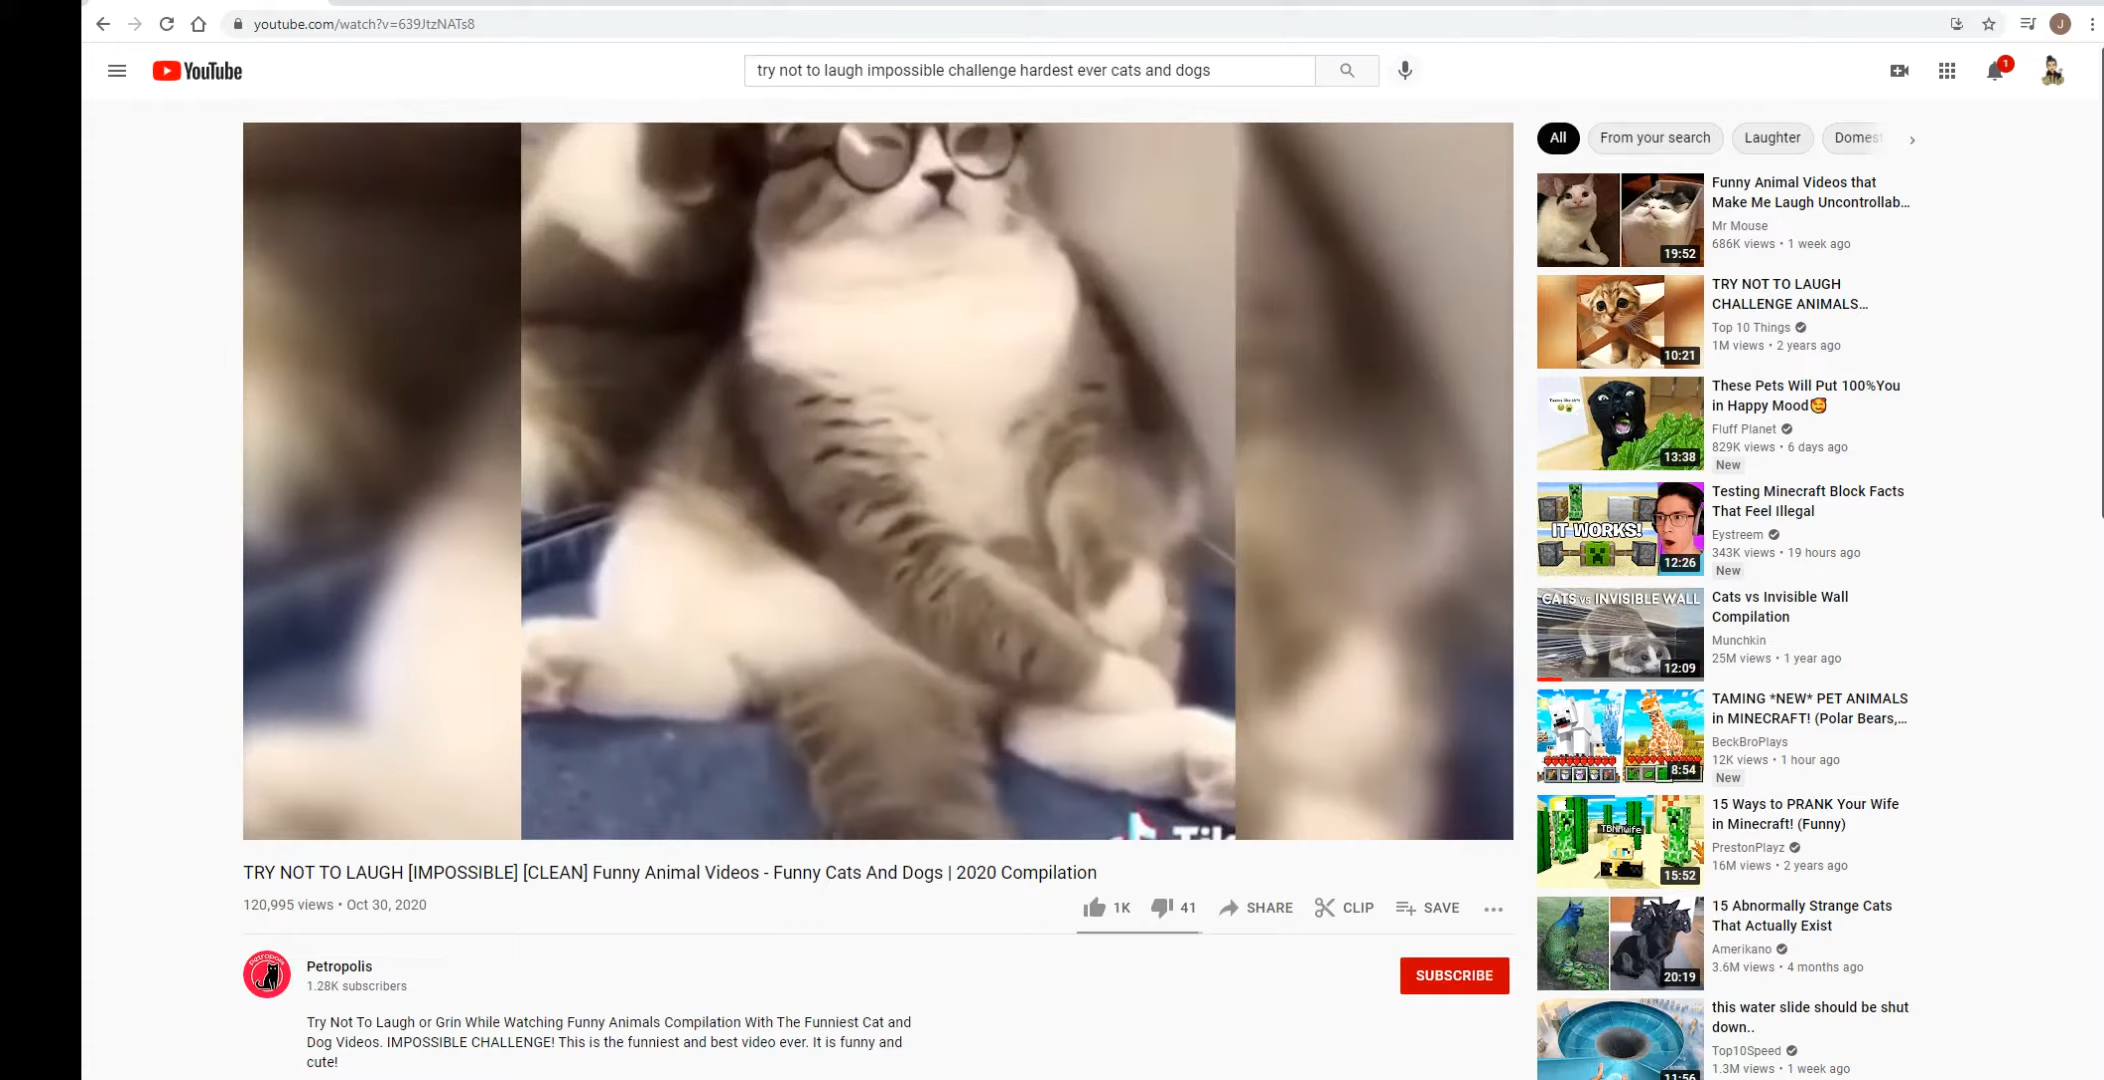 youtube.com/watch?v=639JtzNATs8
J
YouTube
try not to laugh impossible challenge hardest ever cats and dogs
1
TRY NOT TO LAUGH [IMPOSSIBLE] [CLEAN] Funny Animal Videos - Funny Cats And Dogs | 2020 Compilation
120,995 views • Oct 30, 2020
1K
41
SHARE
CLIP
SAVE
petropolis
Petropolis
1.28K subscribers
SUBSCRIBE
Try Not To Laugh or Grin While Watching Funny Animals Compilation With The Funniest Cat and
Dog Videos. IMPOSSIBLE CHALLENGE! This is the funniest and best video ever. It is funny and
cute!
All
From your search
Laughter
Domest
19:52
Funny Animal Videos that
Make Me Laugh Uncontrollab...
Mr Mouse
686K views • 1 week ago
10:21
TRY NOT TO LAUGH
CHALLENGE ANIMALS...
Top 10 Things
1M views • 2 years ago
13:38
These Pets Will Put 100%You
in Happy Mood🥰
Fluff Planet
829K views • 6 days ago
New
IT WORKS!
12:26
Testing Minecraft Block Facts
That Feel Illegal
Eystreem
343K views • 19 hours ago
New
CATS vs INVISIBLE WALL
12:09
Cats vs Invisible Wall
Compilation
Munchkin
25M views • 1 year ago
8:54
TAMING *NEW* PET ANIMALS
in MINECRAFT! (Polar Bears,...
BeckBroPlays
12K views • 1 hour ago
New
15:52
15 Ways to PRANK Your Wife
in Minecraft! (Funny)
PrestonPlayz
16M views • 2 years ago
20:19
15 Abnormally Strange Cats
That Actually Exist
Amerikano
3.6M views • 4 months ago
11:56
this water slide should be shut
down..
Top10Speed
1.3M views • 1 week ago